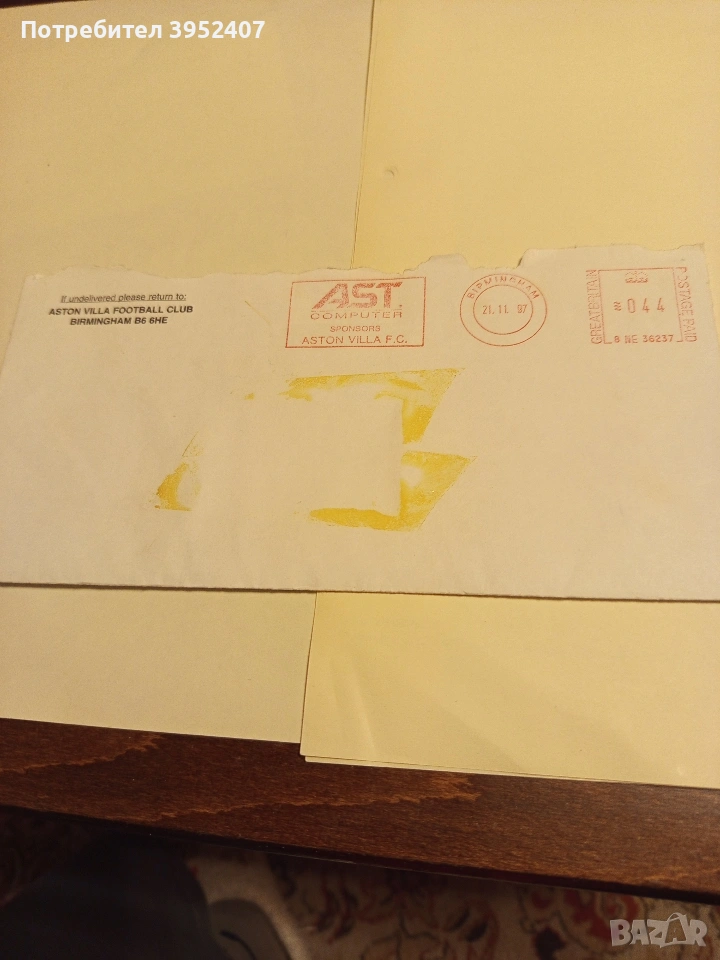 Потребител 3952407
If undelivered please return to:
ASTON VILLA FOOTBALL CLUB
BIRMINGHAM B6 6HE
AST
COMPUTER
SPONSORS
ASTON VILLA F.C.
BIRMINGHAM
21. 11. 97
GREAT BRITAIN
044
POSTAGE PAID
36237
BAZAR